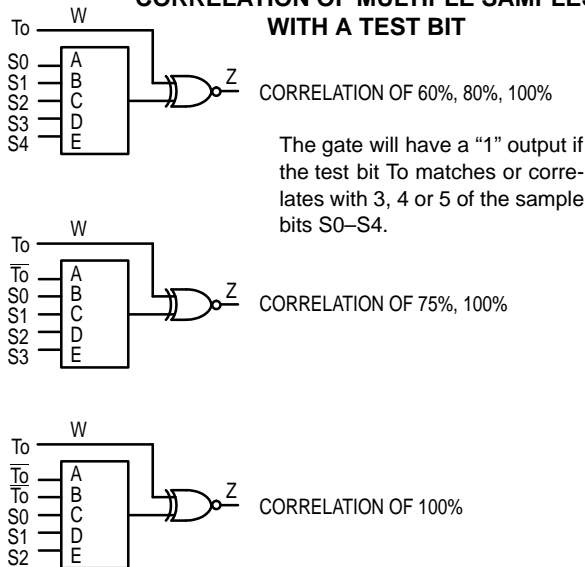 CORRELATION OF MULTIPLE SAMPLES
WITH A TEST BIT
W
To
S0 A
S1 B
S2 C
S3 D
S4 E
Z
CORRELATION OF 60%, 80%, 100%
The gate will have a “1” output if
the test bit To matches or corre-
lates with 3, 4 or 5 of the sample
bits S0–S4.
W
To
T̅o̅ A
S0 B
S1 C
S2 D
S3 E
Z
CORRELATION OF 75%, 100%
W
To
T̅o̅ A
T̅o̅ B
S0 C
S1 D
S2 E
Z
CORRELATION OF 100%